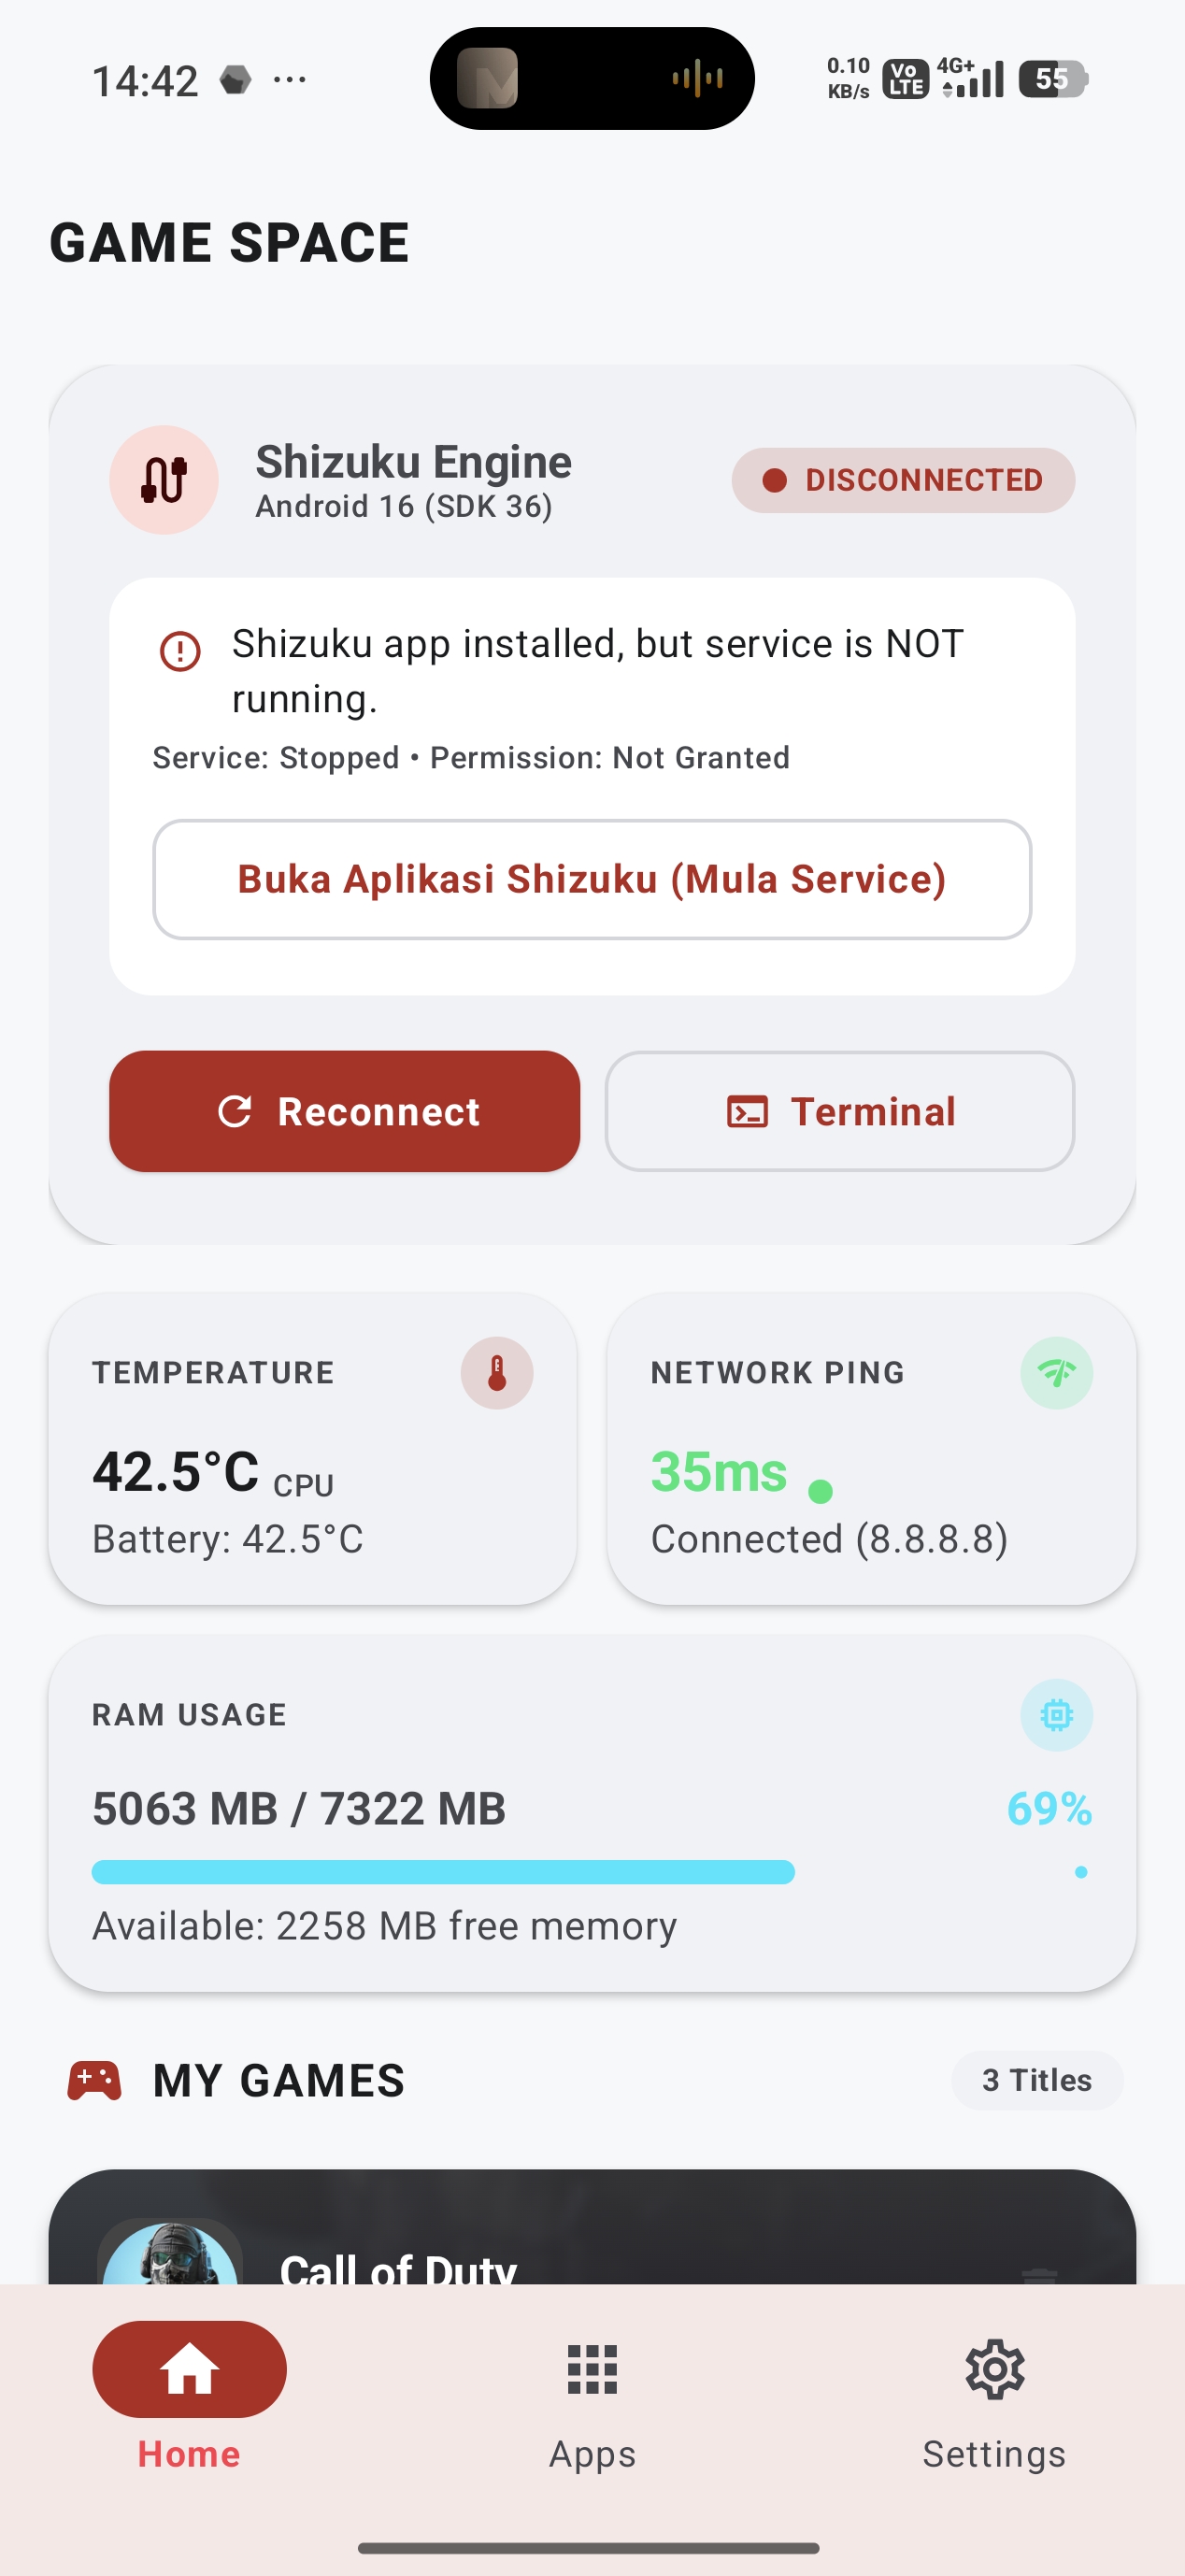 14:42
0.10
KB/s
Vo
LTE
4G+
55
GAME SPACE
Shizuku Engine
Android 16 (SDK 36)
DISCONNECTED
Shizuku app installed, but service is NOT
running.
Service: Stopped • Permission: Not Granted
Buka Aplikasi Shizuku (Mula Service)
Reconnect
Terminal
TEMPERATURE
42.5°C CPU
Battery: 42.5°C
NETWORK PING
35ms
Connected (8.8.8.8)
RAM USAGE
5063 MB / 7322 MB
69%
Available: 2258 MB free memory
MY GAMES
3 Titles
Call of Duty
Home
Apps
Settings